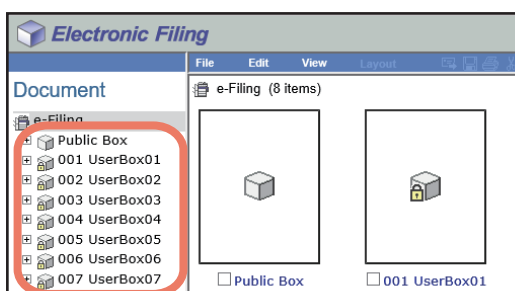 Electronic Filing
File Edit View Layout
Document
e-Filing (8 items)
e-Filing
Public Box
001 UserBox01
002 UserBox02
003 UserBox03
004 UserBox04
005 UserBox05
006 UserBox06
007 UserBox07
Public Box
001 UserBox01